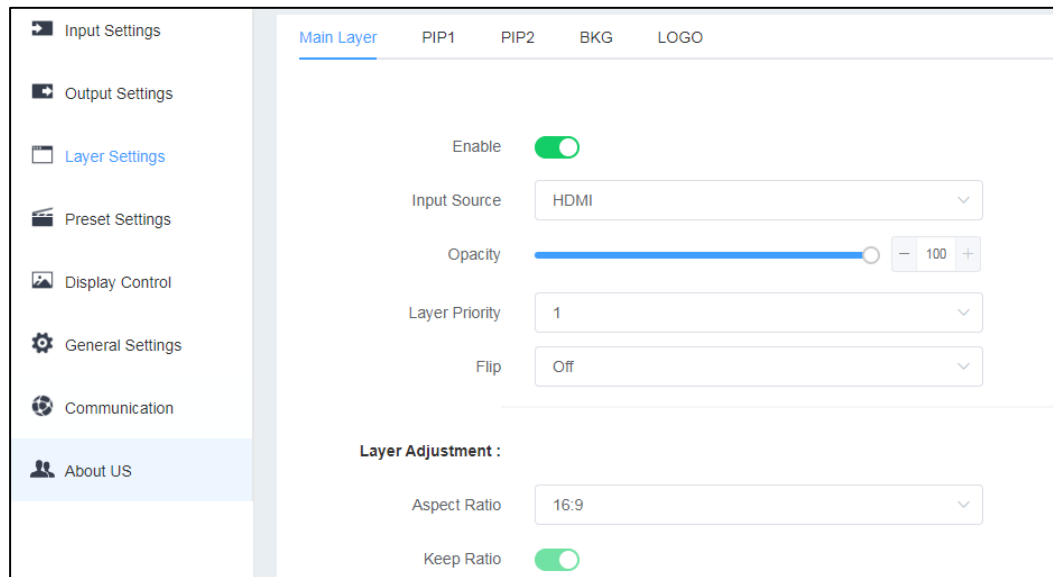 Input Settings
Output Settings
Layer Settings
Preset Settings
Display Control
General Settings
Communication
About US
Main Layer PIP1 PIP2 BKG LOGO
Enable
Input Source HDMI
Opacity − 100 +
Layer Priority 1
Flip Off
Layer Adjustment :
Aspect Ratio 16:9
Keep Ratio